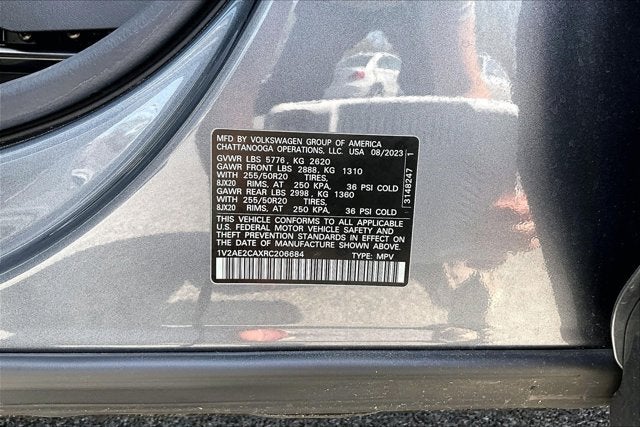 MFD BY VOLKSWAGEN GROUP OF AMERICA
CHATTANOOGA OPERATIONS, LLC. USA 08/2023
GVWR LBS 5776, KG 2620
GAWR FRONT LBS 2888, KG 1310
WITH 255/50R20 TIRES,
8JX20 RIMS, AT 250 KPA, 36 PSI COLD
GAWR REAR LBS 2998, KG 1360
WITH 255/50R20 TIRES,
8JX20 RIMS, AT 250 KPA, 36 PSI COLD
THIS VEHICLE CONFORMS TO ALL APPLICABLE
U.S. FEDERAL MOTOR VEHICLE SAFETY AND
THEFT PREVENTION STANDARDS IN EFFECT ON THE
DATE OF MANUFACTURE SHOWN ABOVE.
1V2AE2CAXRC206684 TYPE: MPV
3148247 1